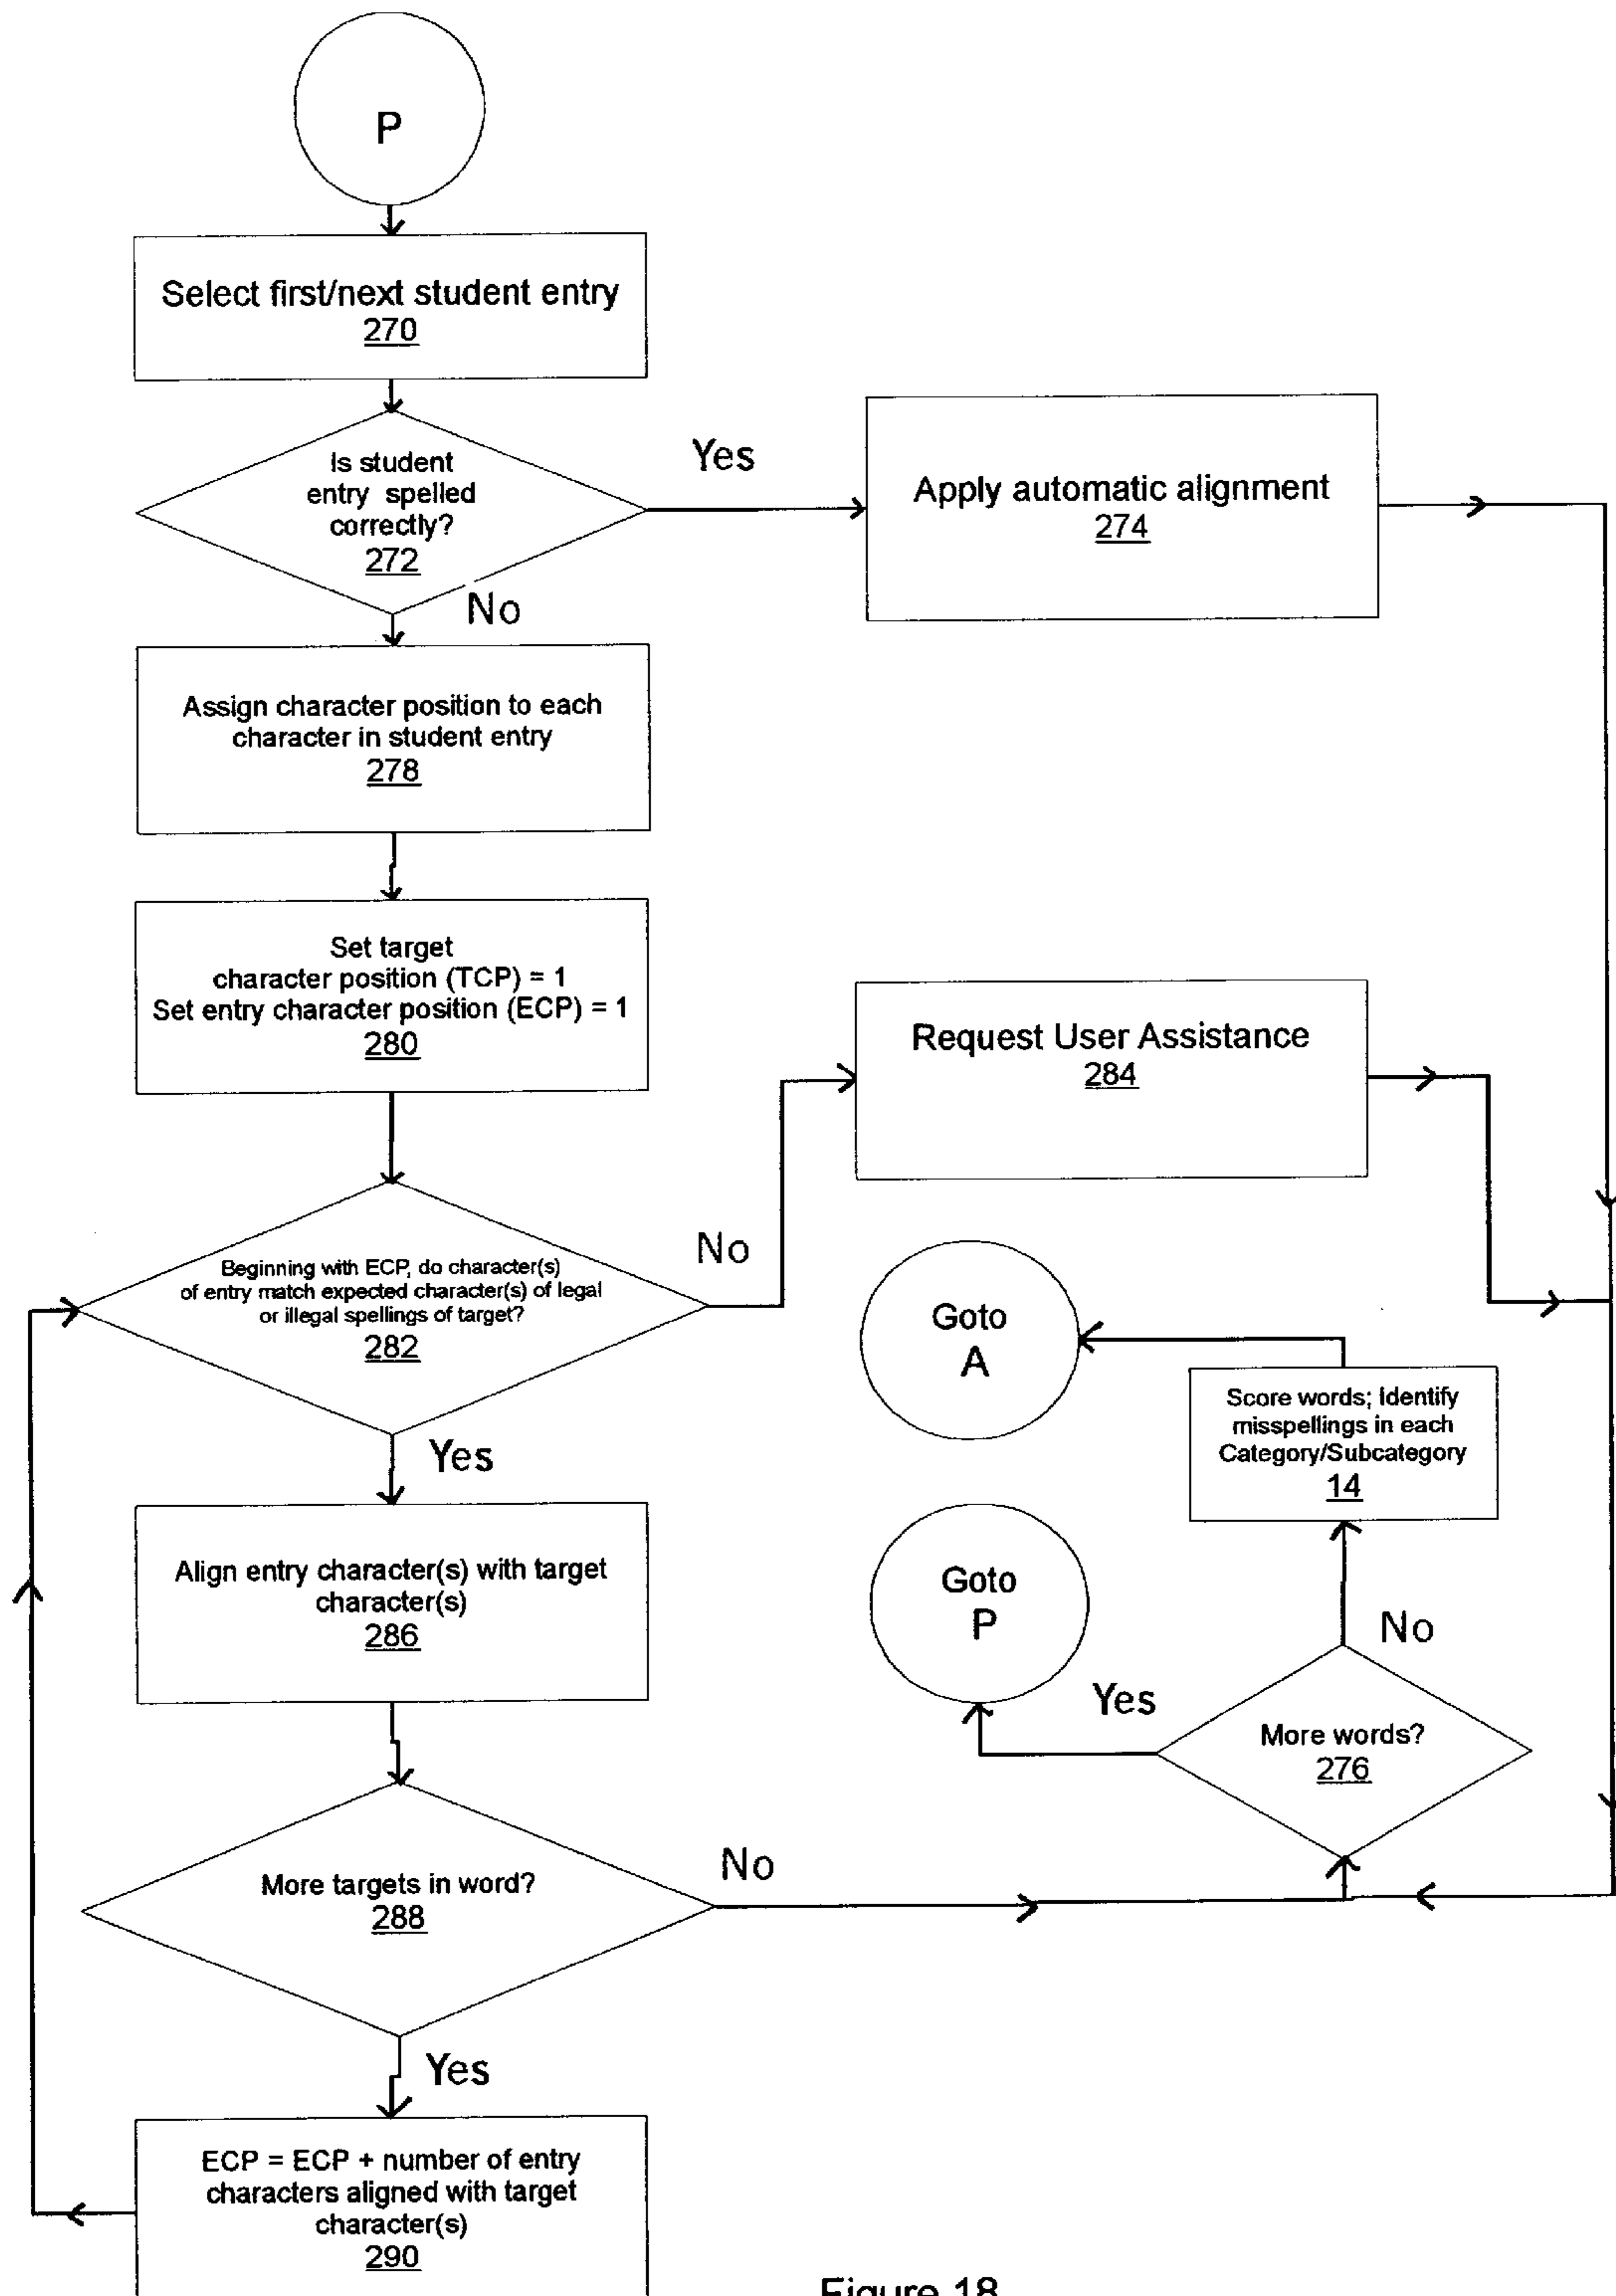 P
Select first/next student entry
270
Is student
entry spelled
correctly?
272
Yes
No
Apply automatic alignment
274
Assign character position to each
character in student entry
278
Set target
character position (TCP) = 1
Set entry character position (ECP) = 1
280
Beginning with ECP, do character(s)
of entry match expected character(s) of legal
or illegal spellings of target?
282
No
Request User Assistance
284
Yes
Goto
A
Score words; Identify
misspellings in each
Category/Subcategory
14
Align entry character(s) with target
character(s)
286
Goto
P
No
Yes
More words?
276
More targets in word?
288
No
Yes
ECP = ECP + number of entry
characters aligned with target
character(s)
290
Figure 18